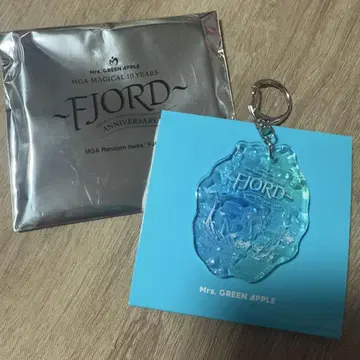 Mrs. GREEN APPLE
MGA MAGICAL 10 YEARS
~FJORD~
ANNIVERSARY
MGA Random Items
~FJORD~
Mrs. GREEN APPLE